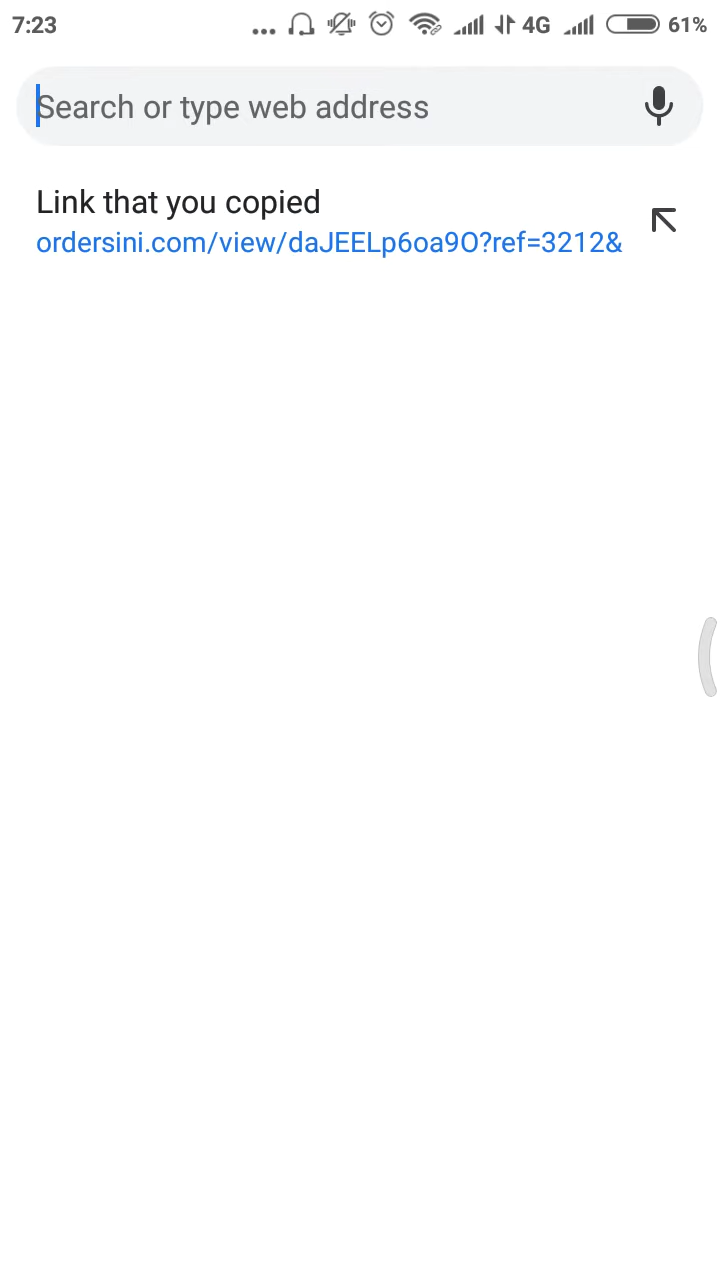 7:23 ... 4G 61%
Search or type web address
Link that you copied
ordersini.com/view/daJEELp6oa9O?ref=3212&